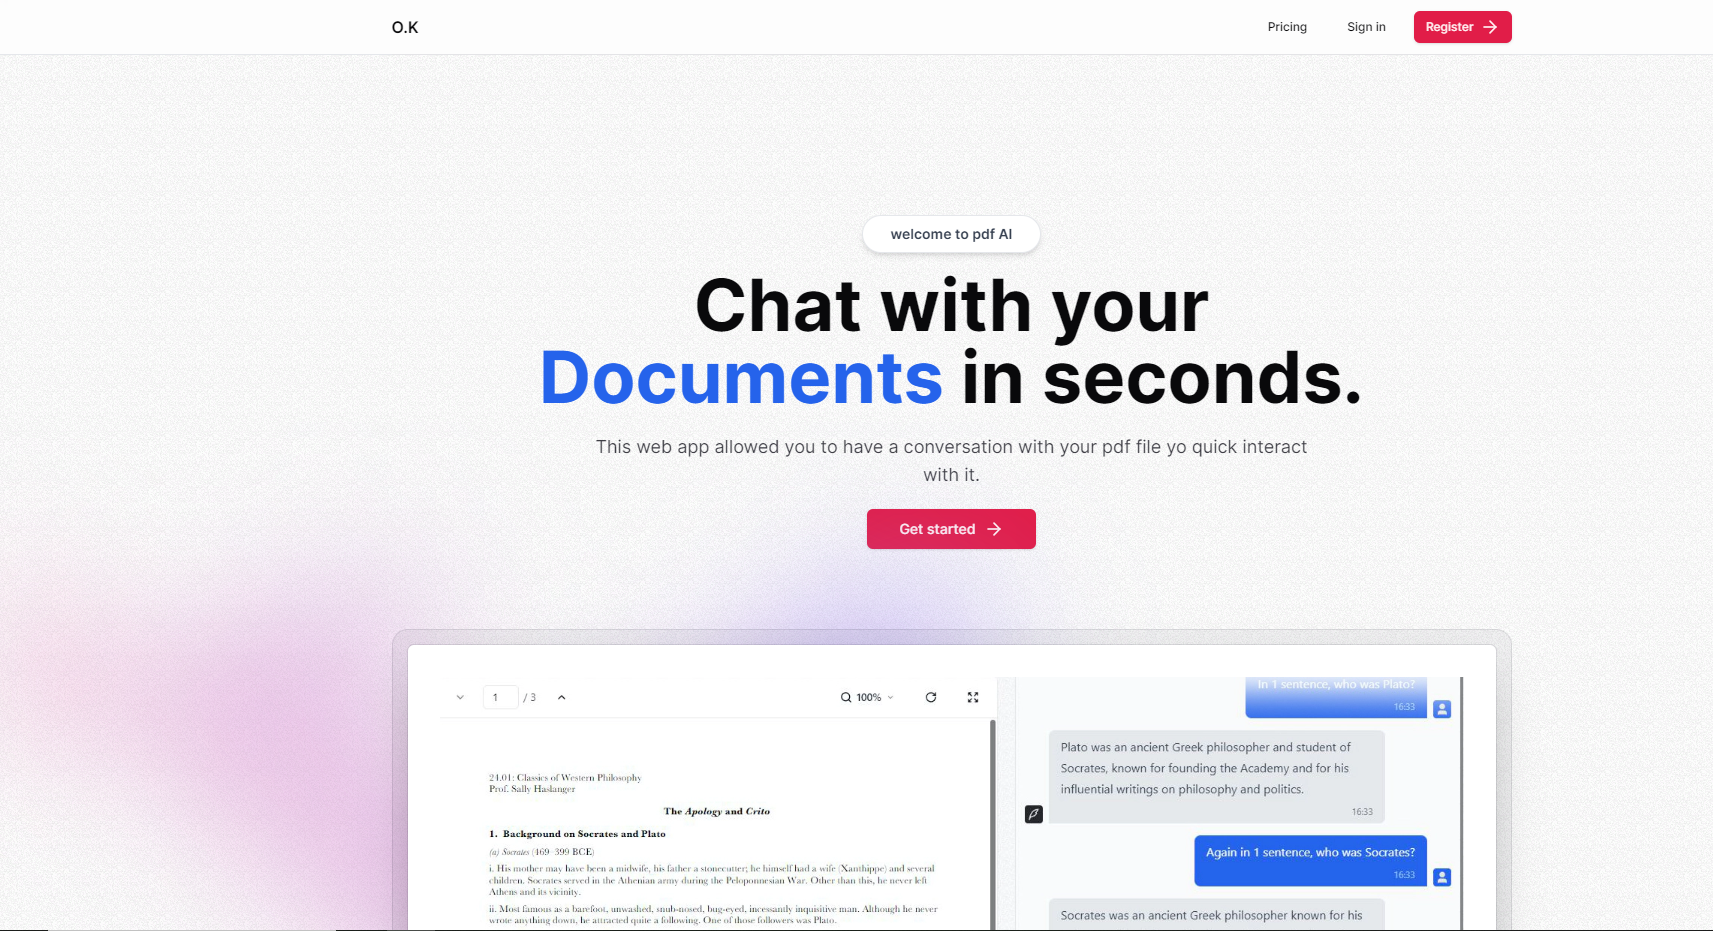 O.K
Pricing
Sign in
Register
welcome to pdf AI
Chat with your
Documents in seconds.
This web app allowed you to have a conversation with your pdf file yo quick interact
with it.
Get started
1 / 3
100%
24.01: Classics of Western Philosophy
Prof. Sally Haslanger
The Apology and Crito
1. Background on Socrates and Plato
(a) Socrates (469–399 BCE)
i. His mother may have been a midwife, his father a stonecutter; he himself had a wife (Xanthippe) and several
children. Socrates served in the Athenian army during the Peloponnesian War. Other than this, he never left
Athens and its vicinity.
ii. Most famous as a barefoot, unwashed, snub-nosed, bug-eyed, incessantly inquisitive man. Although he never
wrote anything down, he attracted quite a following. One of those followers was Plato.
In 1 sentence, who was Plato?
16:33
Plato was an ancient Greek philosopher and student of
Socrates, known for founding the Academy and for his
influential writings on philosophy and politics.
16:33
Again in 1 sentence, who was Socrates?
16:33
Socrates was an ancient Greek philosopher known for his